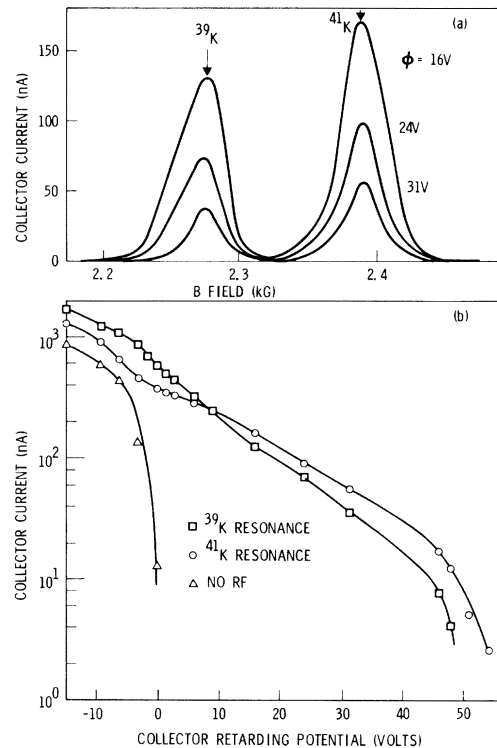 (a)
³⁹K
⁴¹K
ϕ = 16V
24V
31V
150
100
50
0
COLLECTOR CURRENT (nA)
2.2
2.3
2.4
B FIELD (KG)
(b)
10³
10²
10¹
10⁰
COLLECTOR CURRENT (nA)
³⁹K RESONANCE
⁴¹K RESONANCE
NO RF
-10
0
10
20
30
40
50
COLLECTOR RETARDING POTENTIAL (VOLTS)